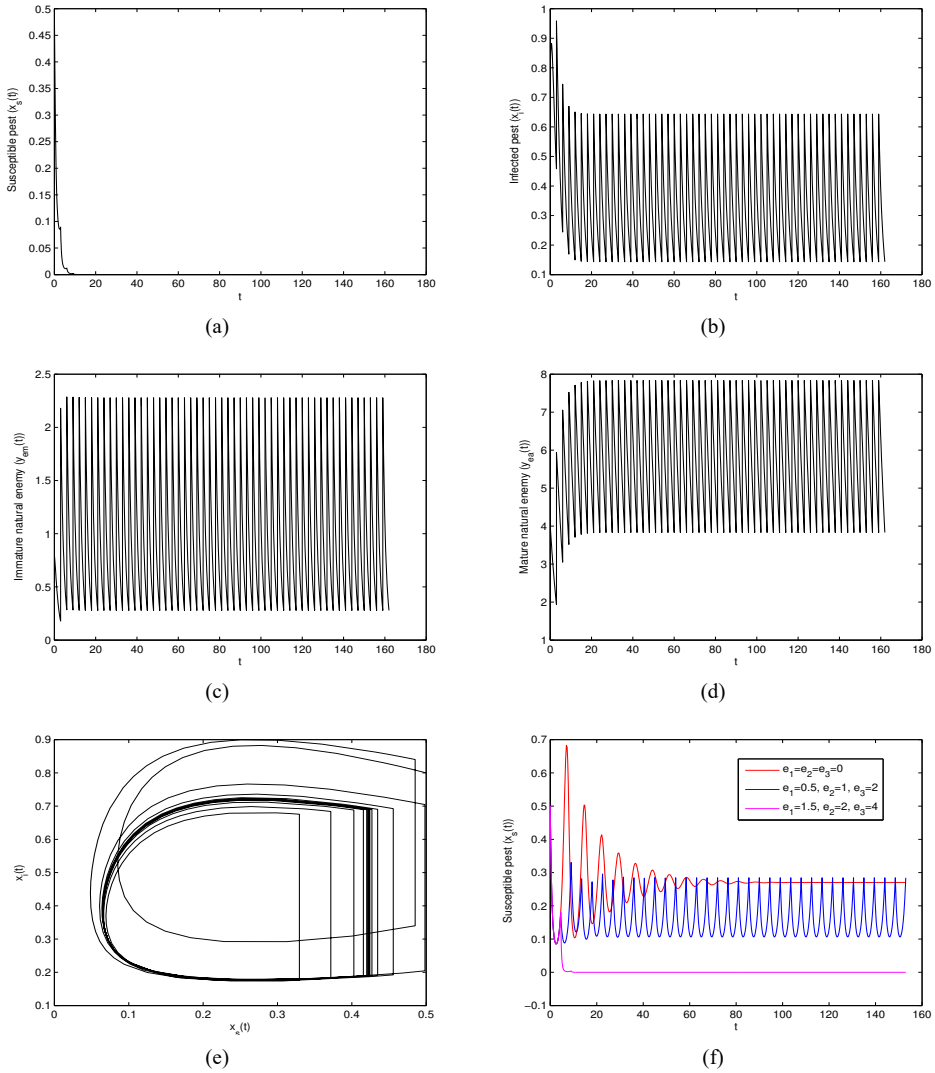 0.5
0.45
0.4
0.35
0.3
0.25
0.2
0.15
0.1
0.05
0
Susceptible pest (x_s(t))
0 20 40 60 80 100 120 140 160 180
t
(a)
1
0.9
0.8
0.7
0.6
0.5
0.4
0.3
0.2
0.1
Infected pest (x_i(t))
0 20 40 60 80 100 120 140 160 180
t
(b)
2.5
2
1.5
1
0.5
0
Immature natural enemy (y_em(t))
0 20 40 60 80 100 120 140 160 180
t
(c)
8
7
6
5
4
3
2
1
Mature natural enemy (y_ea(t))
0 20 40 60 80 100 120 140 160 180
t
(d)
0.9
0.8
0.7
0.6
0.5
0.4
0.3
0.2
0.1
x_i(t)
0 0.1 0.2 0.3 0.4 0.5
x_s(t)
(e)
0.8
0.7
0.6
0.5
0.4
0.3
0.2
0.1
0
−0.1
Susceptible pest (x_s(t))
e_1=e_2=e_3=0
e_1=0.5, e_2=1, e_3=2
e_1=1.5, e_2=2, e_3=4
0 20 40 60 80 100 120 140 160 180
t
(f)